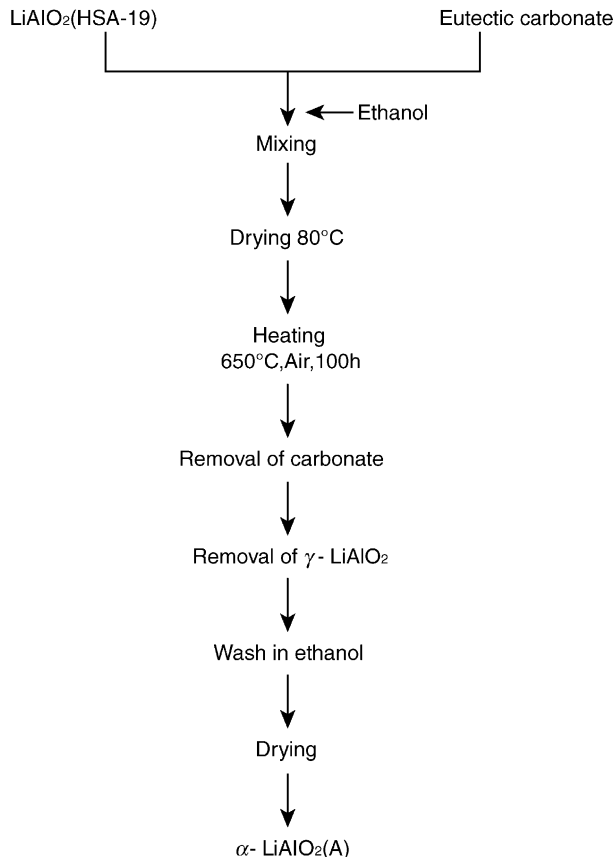 LiAlO₂(HSA-19)
Eutectic carbonate
Ethanol
Mixing
Drying 80°C
Heating
650°C,Air,100h
Removal of carbonate
Removal of γ- LiAlO₂
Wash in ethanol
Drying
α- LiAlO₂(A)